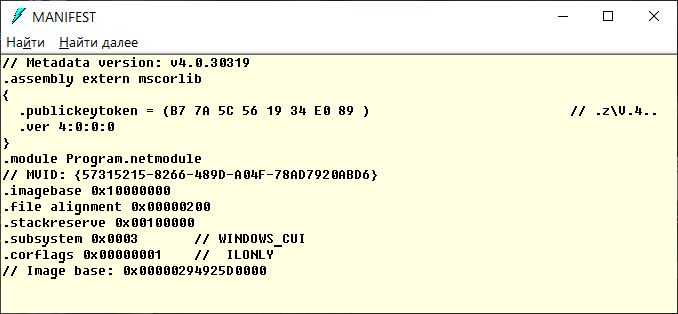 MANIFEST
Найти Найти далее
// Metadata version: v4.0.30319
.assembly extern mscorlib
{
  .publickeytoken = (B7 7A 5C 56 19 34 E0 89 )                         // .z\V.4..
  .ver 4:0:0:0
}
.module Program.netmodule
// MVID: {57315215-8266-489D-A04F-78AD7920ABD6}
.imagebase 0x10000000
.file alignment 0x00000200
.stackreserve 0x00100000
.subsystem 0x0003       // WINDOWS_CUI
.corflags 0x00000001    //  ILONLY
// Image base: 0x00000294925D0000